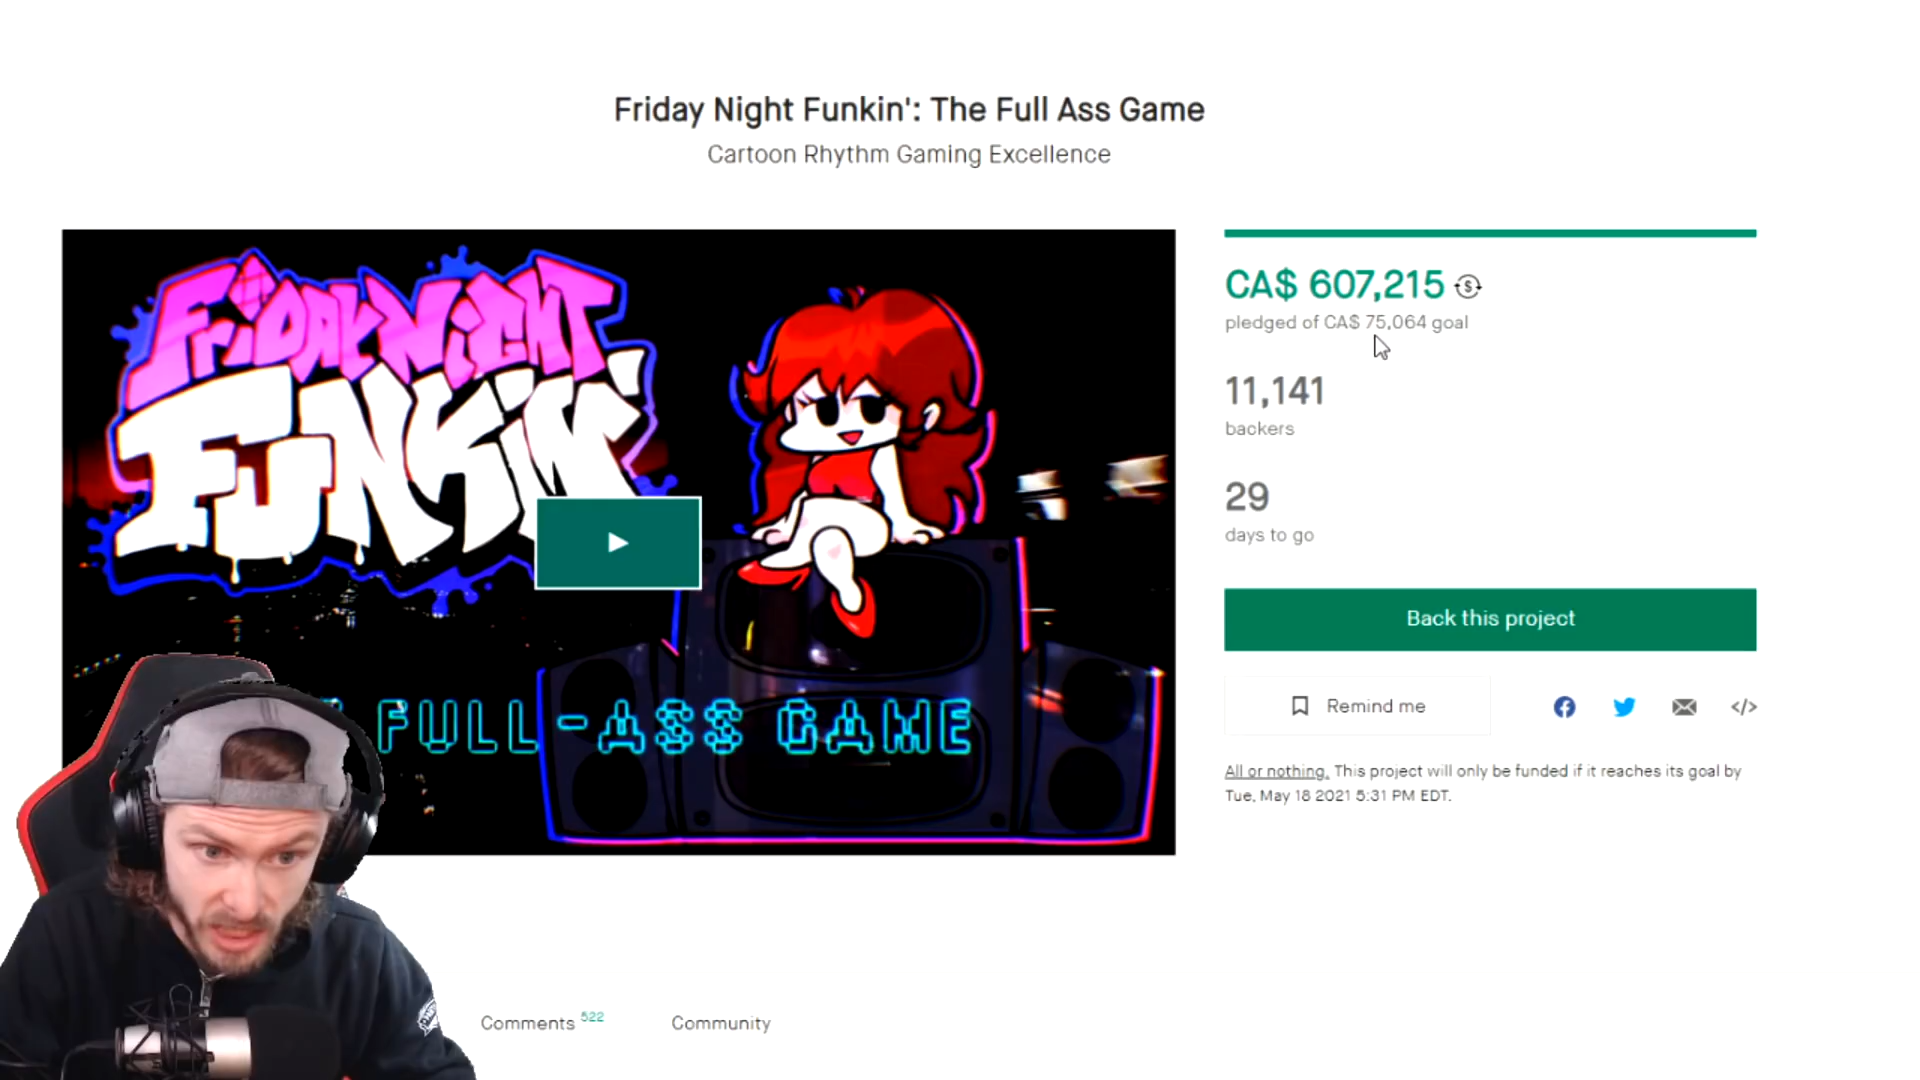 Friday Night Funkin': The Full Ass Game
Cartoon Rhythm Gaming Excellence
FRIDAY NIGHT
FUNKIN'
FULL-ASS GAME
CA$ 607,215
pledged of CA$ 75,064 goal
11,141
backers
29
days to go
Back this project
Remind me
All or nothing. This project will only be funded if it reaches its goal by
Tue, May 18 2021 5:31 PM EDT.
Comments 522
Community